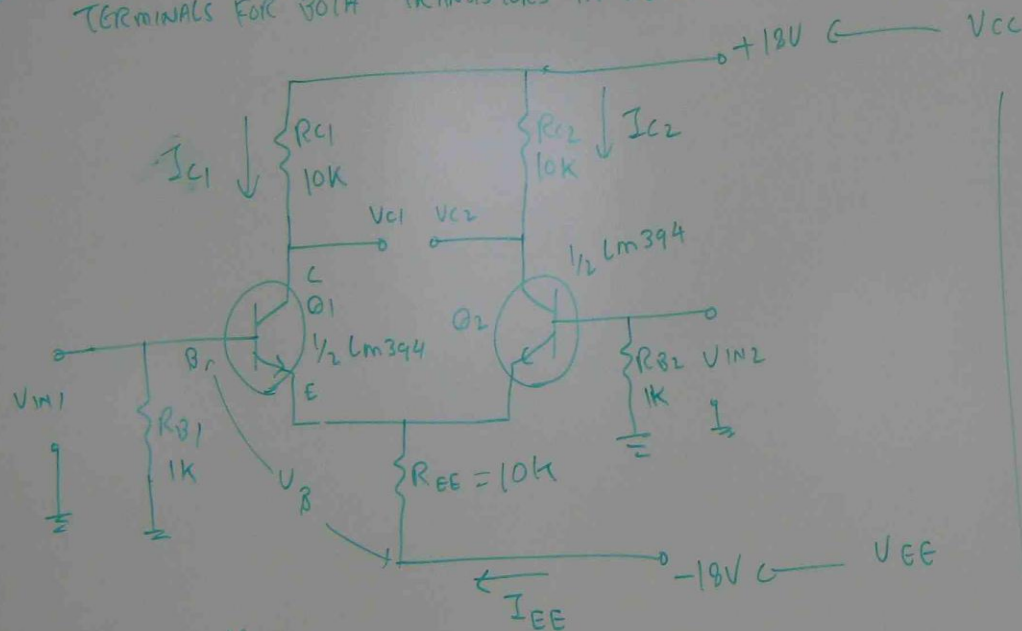 TERMINALS FOR BOTH TRANSISTORS
+18V VCC
IC1
RC1
10K
RC2
10K
IC2
VC1 VC2
1/2 Lm394
C
Q1
1/2 Lm394
Q2
B
E
VIN1
RB1
1K
VB
REE = 10K
RB2 VIN2
1K
-18V VEE
IEE